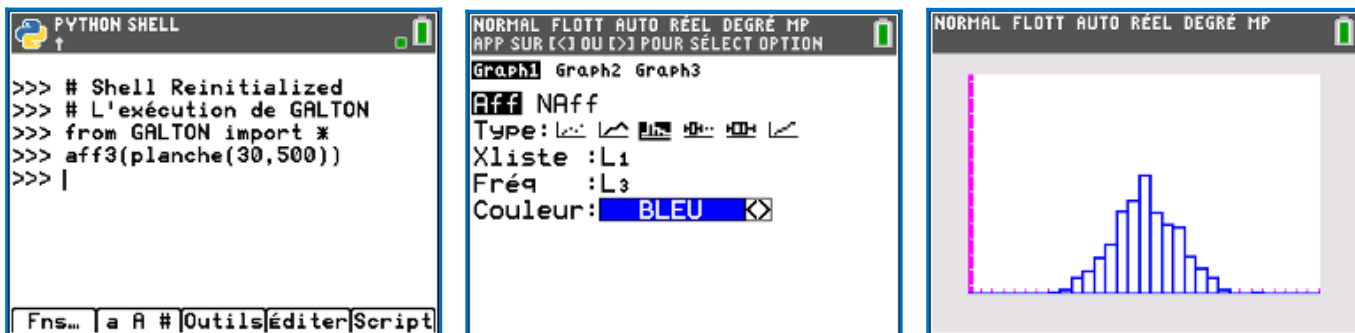 PYTHON SHELL
>>> # Shell Reinitialized
>>> # L'exécution de GALTON
>>> from GALTON import *
>>> aff3(planche(30,500))
>>>
Fns… a A # Outils Éditer Script
NORMAL FLOTT AUTO RÉEL DEGRÉ MP
APP SUR [<] OU [>] POUR SÉLECT OPTION
Graph1 Graph2 Graph3
Aff NAff
Type:
Xliste :L1
Fréq :L3
Couleur: BLEU
NORMAL FLOTT AUTO RÉEL DEGRÉ MP